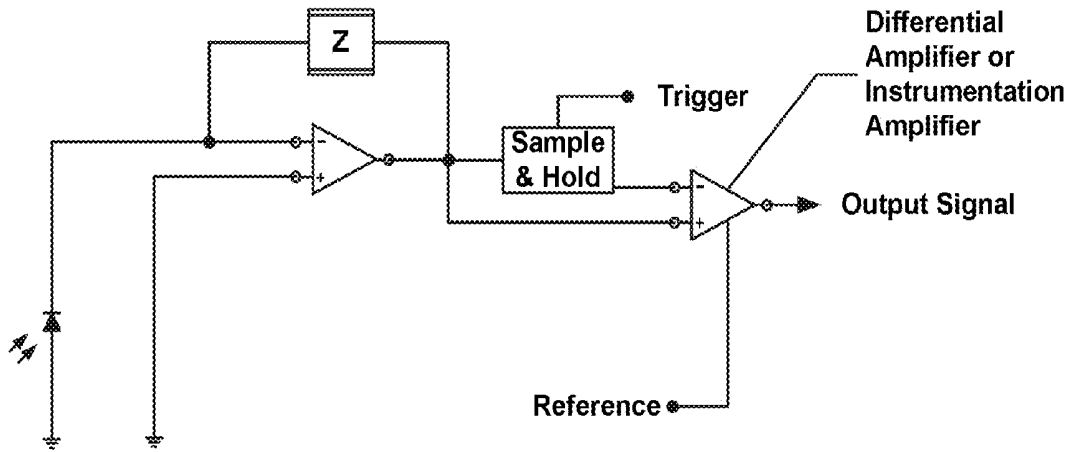 Differential
Amplifier or
Instrumentation
Amplifier
Z
Trigger
Sample
& Hold
-
+
-
+
Output Signal
Reference